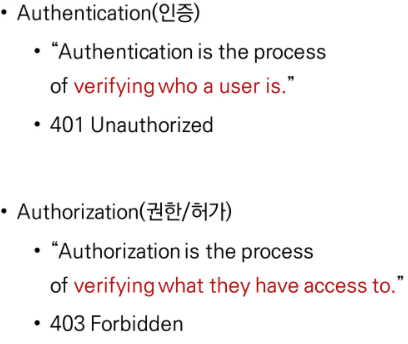 • Authentication(인증)
• “Authentication is the process
of verifying who a user is.”
• 401 Unauthorized
• Authorization(권한/허가)
• “Authorization is the process
of verifying what they have access to.”
• 403 Forbidden